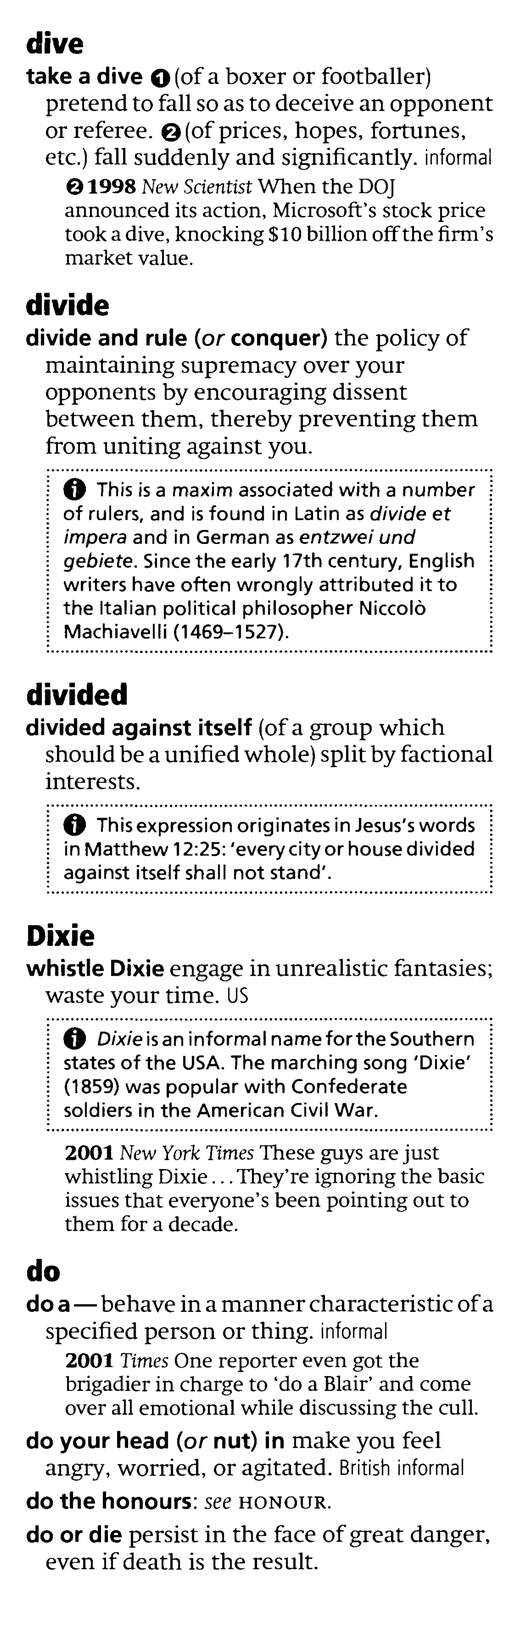 dive
take a dive ❶ (of a boxer or footballer)
pretend to fall so as to deceive an opponent
or referee. ❷ (of prices, hopes, fortunes,
etc.) fall suddenly and significantly. informal
❷ 1998 New Scientist When the DOJ
announced its action, Microsoft's stock price
took a dive, knocking $10 billion off the firm's
market value.
divide
divide and rule (or conquer) the policy of
maintaining supremacy over your
opponents by encouraging dissent
between them, thereby preventing them
from uniting against you.
ℹ This is a maxim associated with a number
of rulers, and is found in Latin as divide et
impera and in German as entzwei und
gebiete. Since the early 17th century, English
writers have often wrongly attributed it to
the Italian political philosopher Niccolò
Machiavelli (1469–1527).
divided
divided against itself (of a group which
should be a unified whole) split by factional
interests.
ℹ This expression originates in Jesus's words
in Matthew 12:25: 'every city or house divided
against itself shall not stand'.
Dixie
whistle Dixie engage in unrealistic fantasies;
waste your time. US
ℹ Dixie is an informal name for the Southern
states of the USA. The marching song 'Dixie'
(1859) was popular with Confederate
soldiers in the American Civil War.
2001 New York Times These guys are just
whistling Dixie . . . They're ignoring the basic
issues that everyone's been pointing out to
them for a decade.
do
do a — behave in a manner characteristic of a
specified person or thing. informal
2001 Times One reporter even got the
brigadier in charge to 'do a Blair' and come
over all emotional while discussing the cull.
do your head (or nut) in make you feel
angry, worried, or agitated. British informal
do the honours: see HONOUR.
do or die persist in the face of great danger,
even if death is the result.